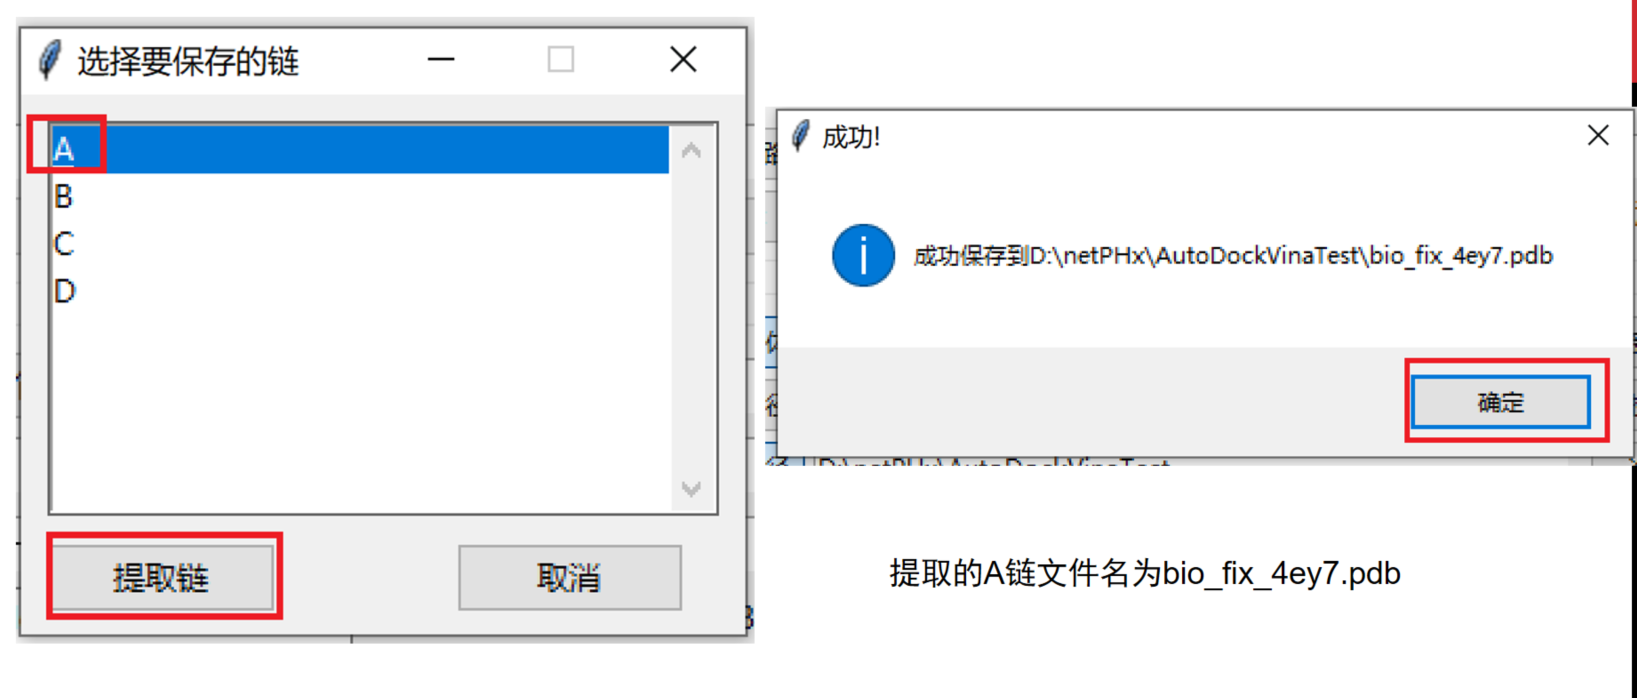 选择要保存的链
A
B
C
D
提取链
取消
成功!
成功保存到D:\netPHx\AutoDockVinaTest\bio_fix_4ey7.pdb
确定
D:\netPHx\AutoDockVinaTest
提取的A链文件名为bio_fix_4ey7.pdb